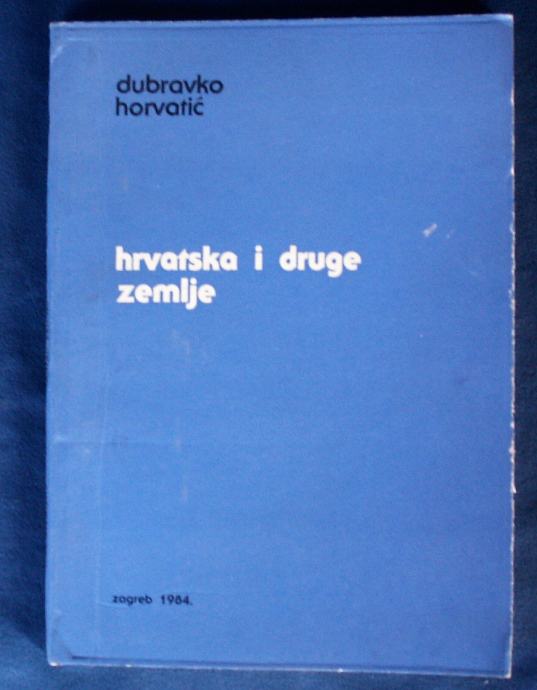 dubravko
horvatić
hrvatska i druge
zemlje
zagreb 1984.